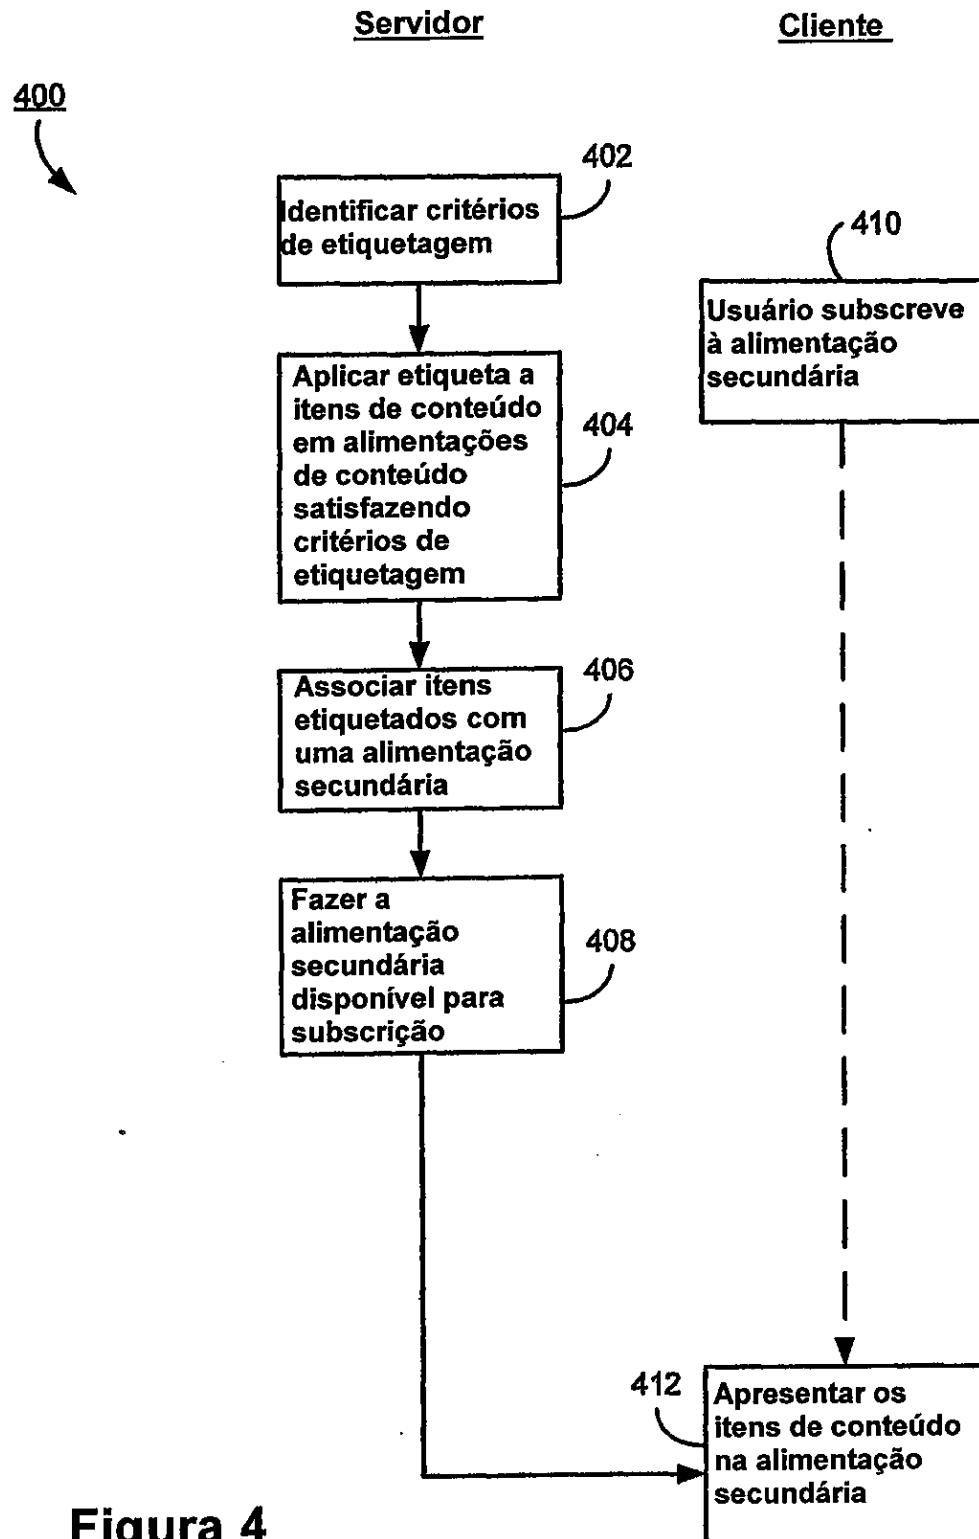 Servidor
Cliente
400
402
Identificar critérios
de etiquetagem
410
Usuário subscreve
à alimentação
secundária
Aplicar etiqueta a
itens de conteúdo
em alimentações
de conteúdo
satisfazendo
critérios de
etiquetagem
404
Associar itens
etiquetados com
uma alimentação
secundária
406
Fazer a
alimentação
secundária
disponível para
subscrição
408
412
Apresentar os
itens de conteúdo
na alimentação
secundária
Figura 4